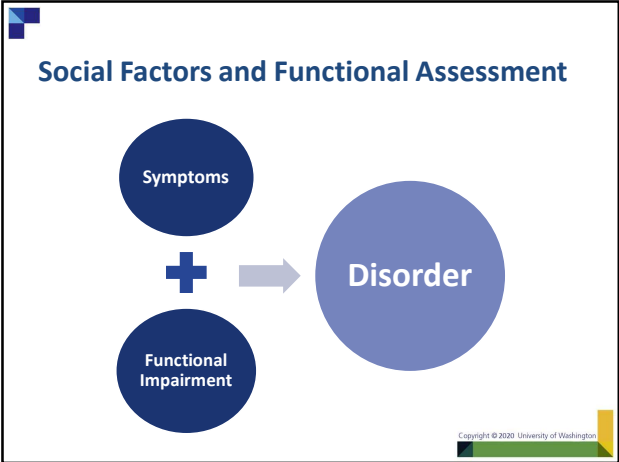 Social Factors and Functional Assessment
Symptoms
Functional
Impairment
Disorder
Copyright © 2020 University of Washington